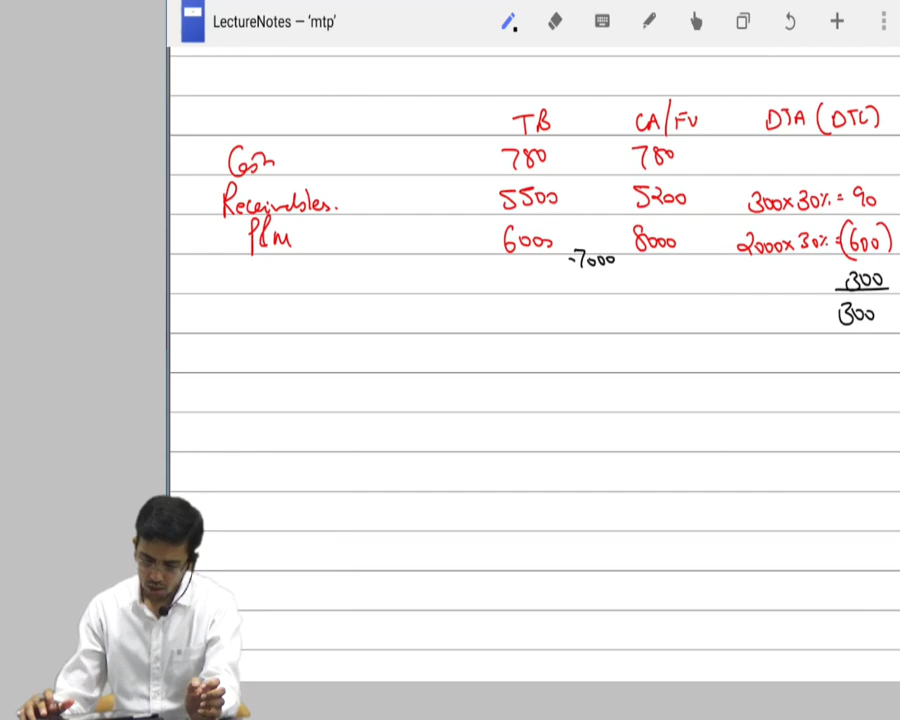 LectureNotes – 'mtp'
TB CA/FV DTA (DTL)
Cash 780 780
Receivables. 5500 5200 300x30% = 90
P&M 6000 8000 2000x30% = (600)
-7000
300
300